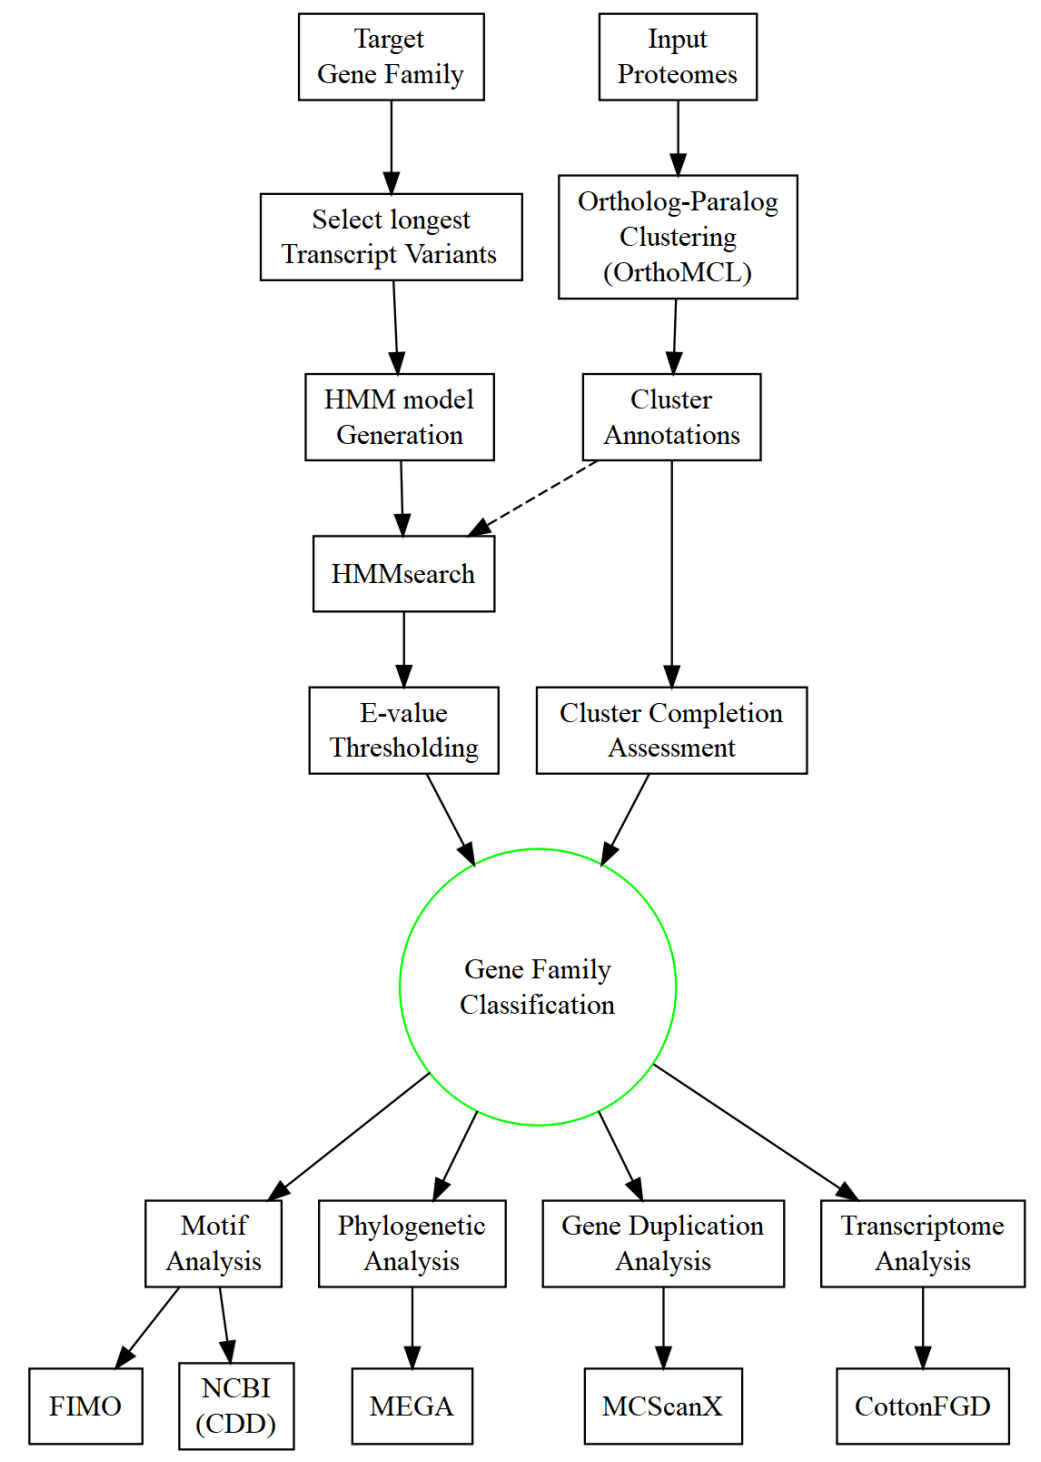 Target
Gene Family
Input
Proteomes
Select longest
Transcript Variants
Ortholog-Paralog
Clustering
(OrthoMCL)
HMM model
Generation
Cluster
Annotations
HMMsearch
E-value
Thresholding
Cluster Completion
Assessment
Gene Family
Classification
Motif
Analysis
Phylogenetic
Analysis
Gene Duplication
Analysis
Transcriptome
Analysis
FIMO
NCBI
(CDD)
MEGA
MCScanX
CottonFGD